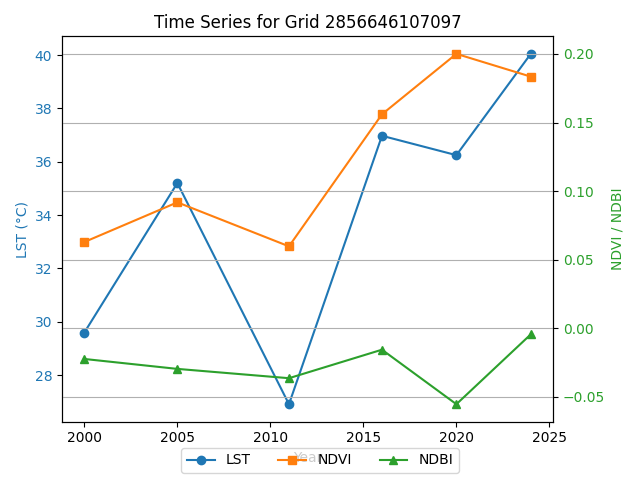 Time Series for Grid 2856646107097
LST (°C)
40
38
36
34
32
30
28
0.20
0.15
0.10
0.05
0.00
−0.05
NDVI / NDBI
2000 2005 2010 2015 2020 2025
Year
LST NDVI NDBI